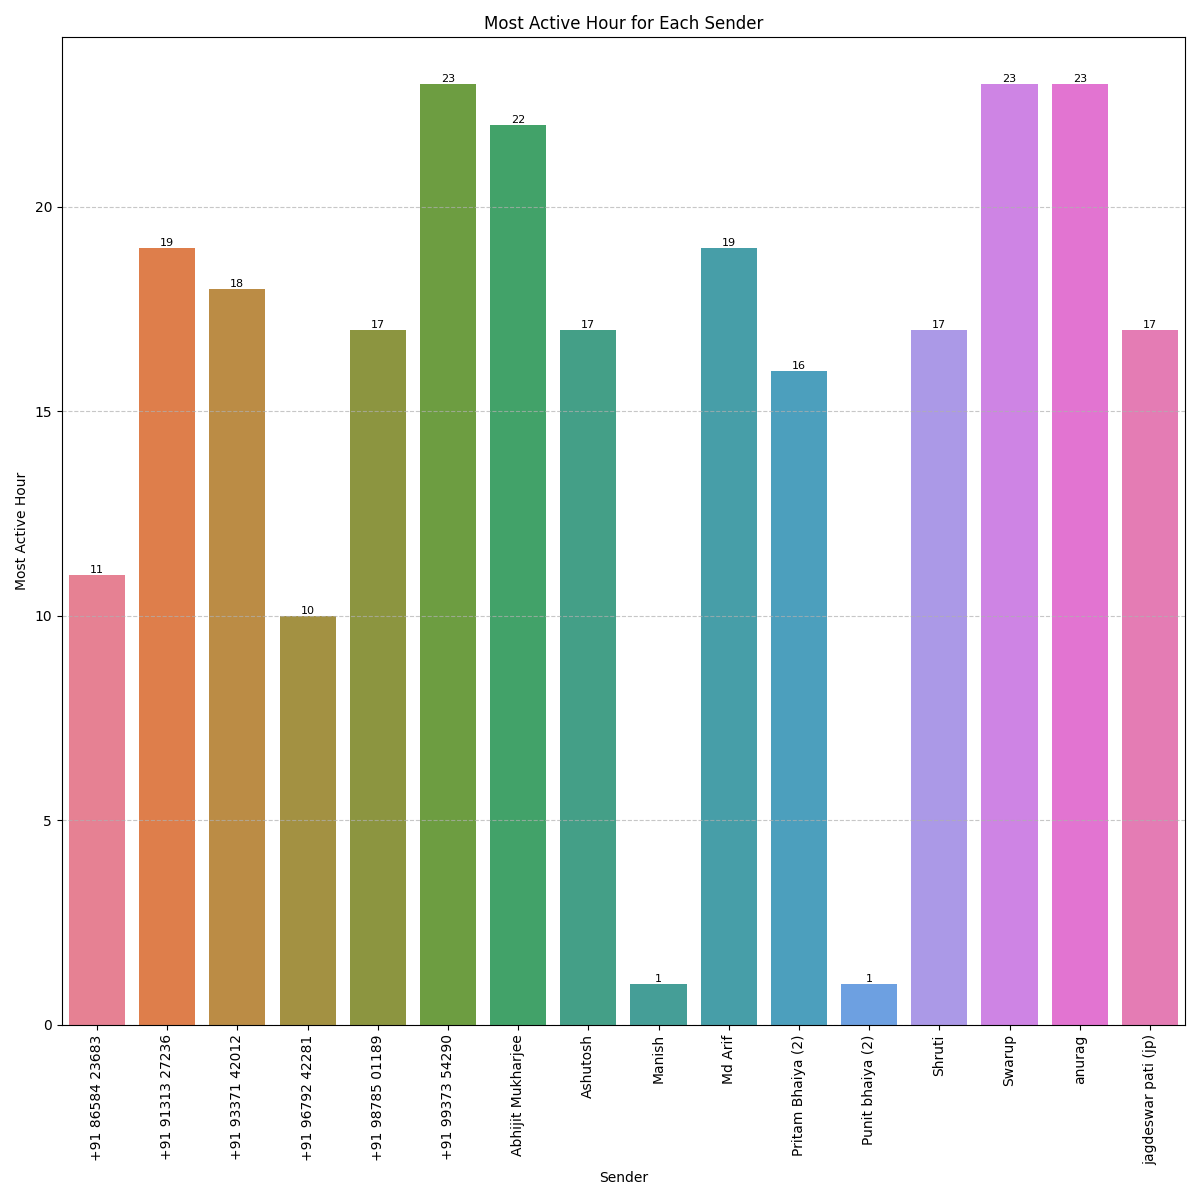 Most Active Hour for Each Sender
Most Active Hour
20
15
10
5
0
11
19
18
10
17
23
22
17
1
19
16
1
17
23
23
17
+91 86584 23683
+91 91313 27236
+91 93371 42012
+91 96792 42281
+91 98785 01189
+91 99373 54290
Abhijit Mukharjee
Ashutosh
Manish
Md Arif
Pritam Bhaiya (2)
Punit bhaiya (2)
Shruti
Swarup
anurag
jagdeswar pati (jp)
Sender